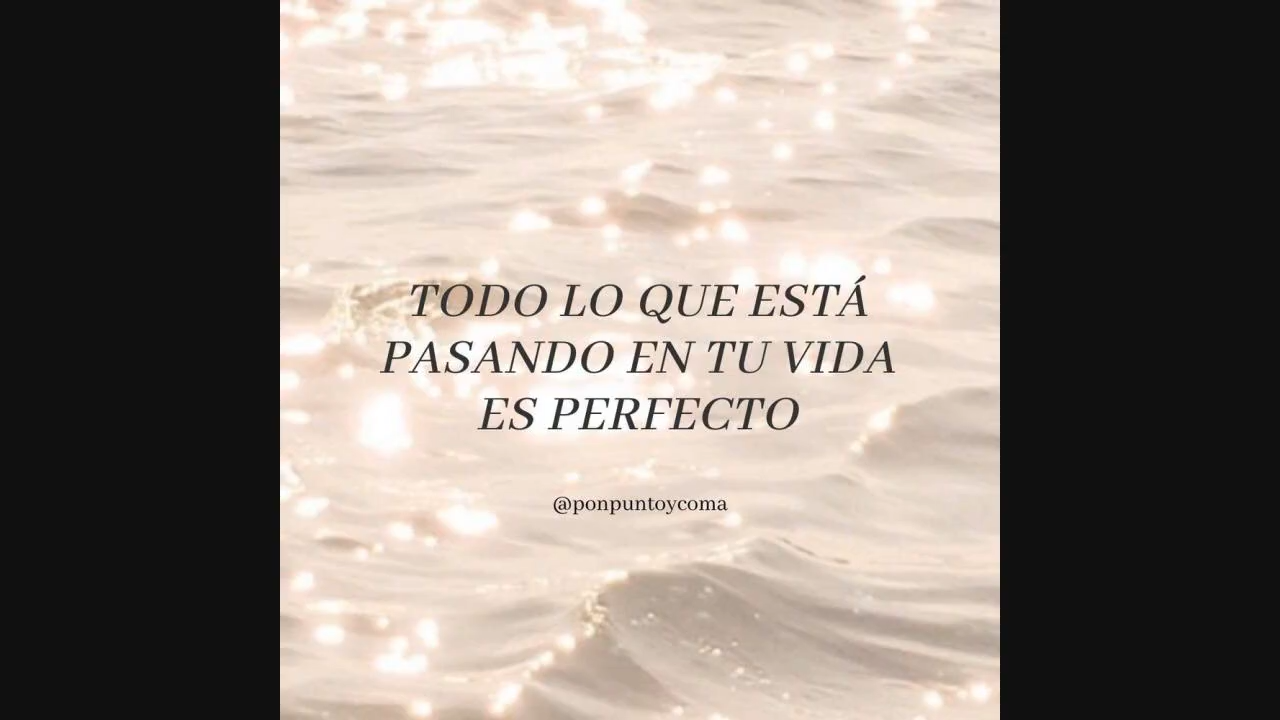 TODO LO QUE ESTÁ
PASANDO EN TU VIDA
ES PERFECTO
@ponpuntoycoma